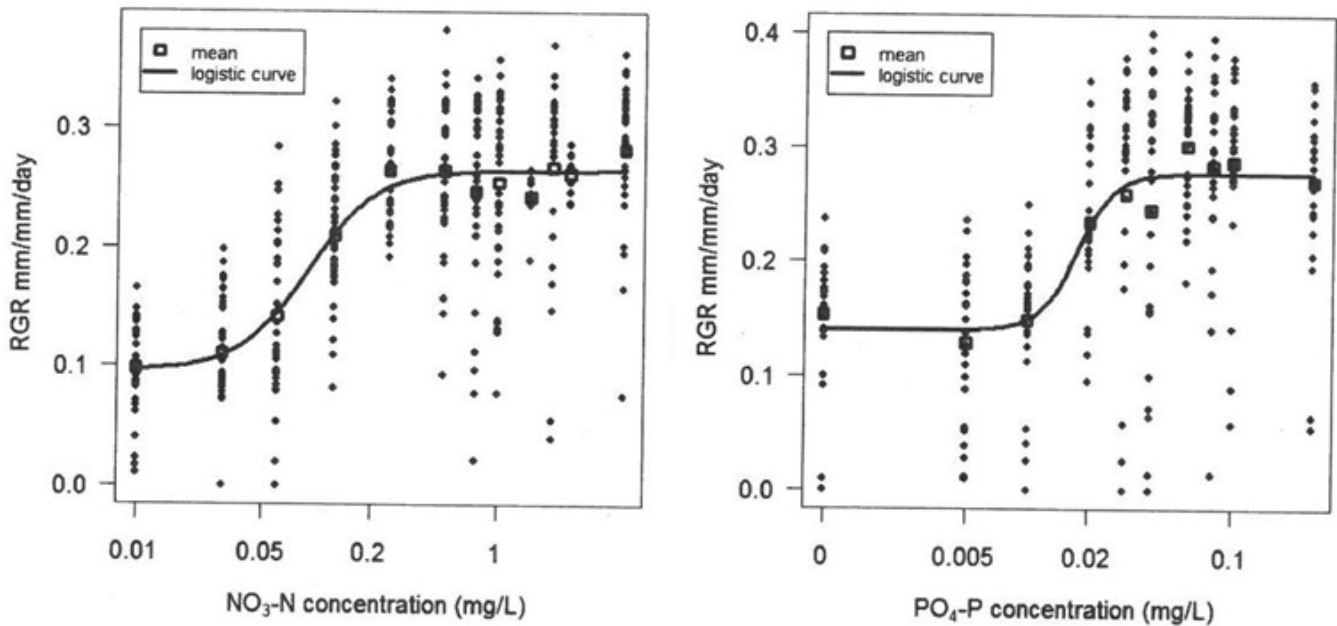 mean
logistic curve
RGR mm/mm/day
0.3
0.2
0.1
0.0
0.01
0.05
0.2
1
NO₃-N concentration (mg/L)
mean
logistic curve
RGR mm/mm/day
0.4
0.3
0.2
0.1
0.0
0
0.005
0.02
0.1
PO₄-P concentration (mg/L)